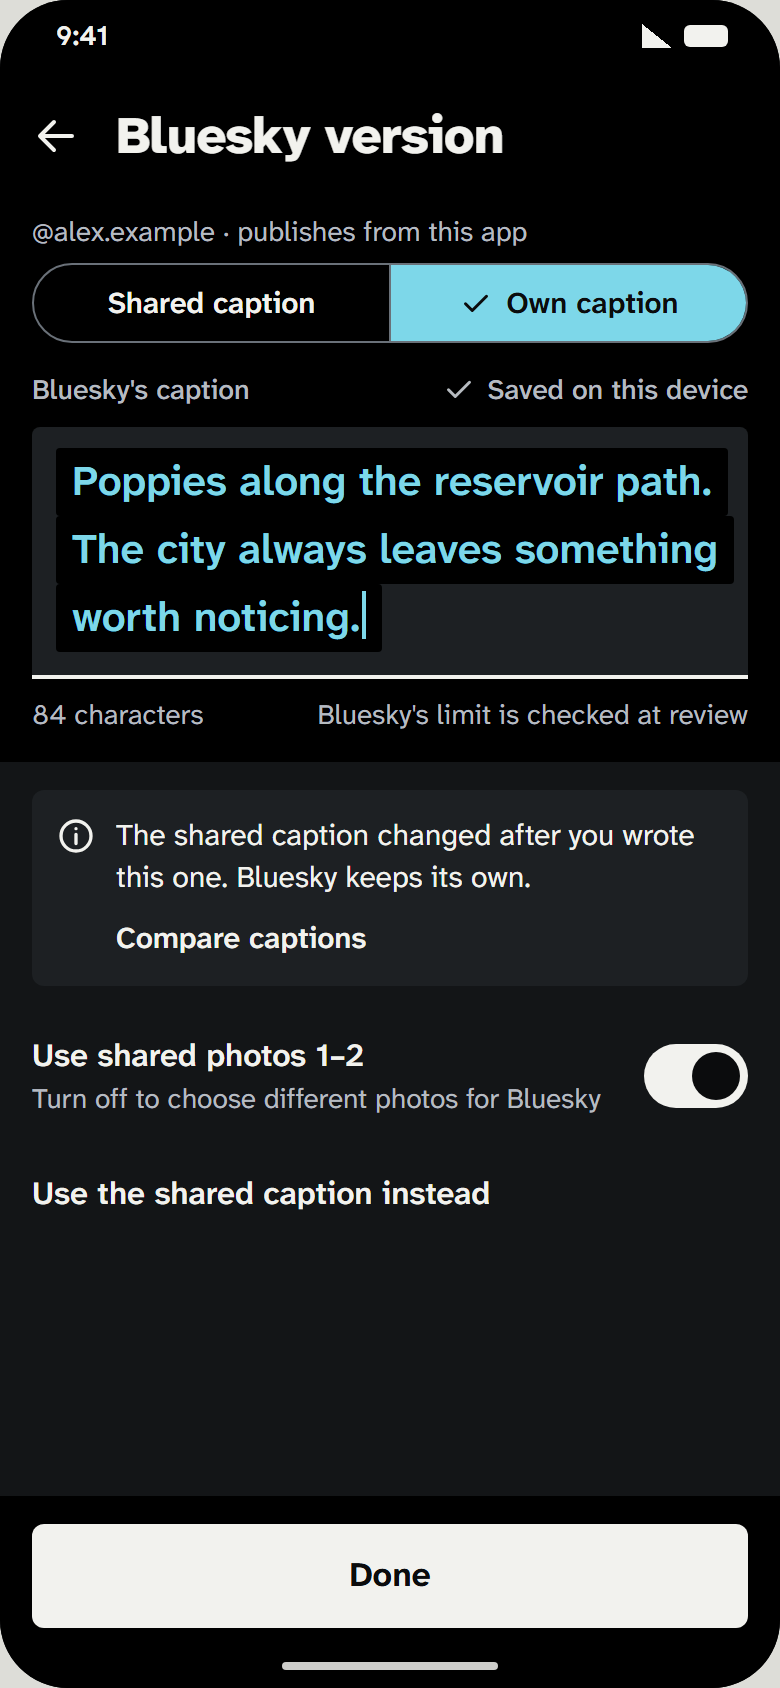 9:41
Bluesky version
@alex.example · publishes from this app
Shared caption
Own caption
Bluesky's caption
Saved on this device
Poppies along the reservoir path.
The city always leaves something
worth noticing.
84 characters
Bluesky's limit is checked at review
The shared caption changed after you wrote
this one. Bluesky keeps its own.
Compare captions
Use shared photos 1–2
Turn off to choose different photos for Bluesky
Use the shared caption instead
Done